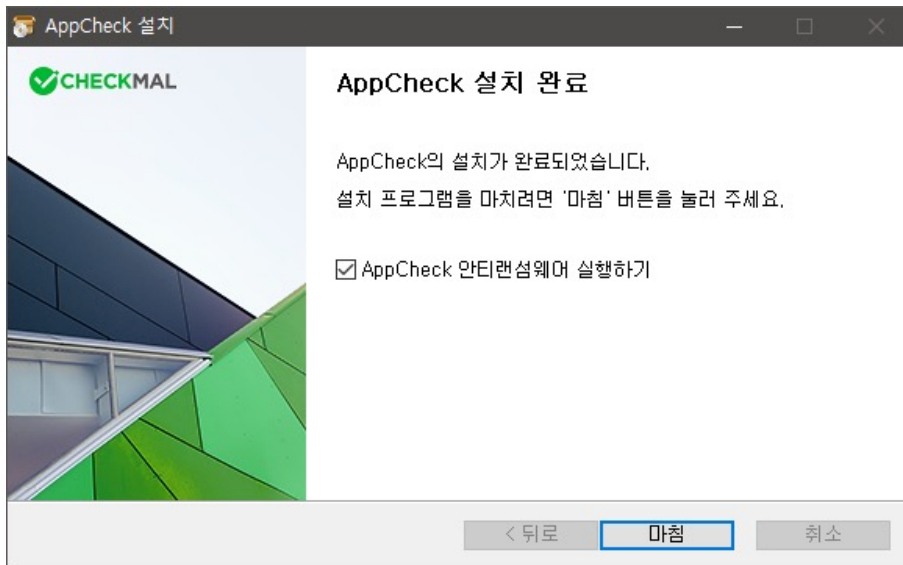 AppCheck 설치
CHECKMAL
AppCheck 설치 완료
AppCheck의 설치가 완료되었습니다.
설치 프로그램을 마치려면 '마침' 버튼을 눌러 주세요.
AppCheck 안티랜섬웨어 실행하기
< 뒤로
마침
취소